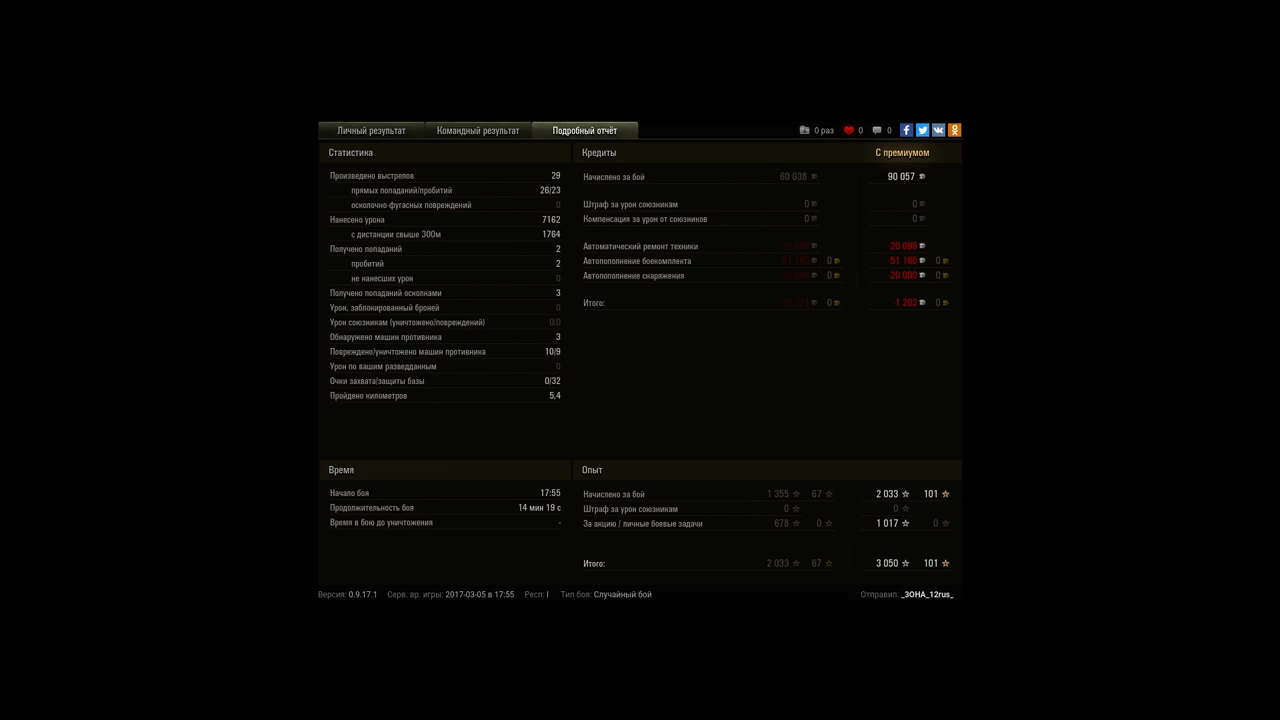 Личный результат Командный результат Подробный отчёт 0 раз 0 0
Статистика Кредиты С премиумом
Произведено выстрелов 29 Начислено за бой 60 038 90 057
прямых попаданий/пробитий 26/23
осколочно-фугасных повреждений 0 Штраф за урон союзникам 0 0
Нанесено урона 7162 Компенсация за урон от союзников 0 0
с дистанции свыше 300м 1764
Получено попаданий 2 Автоматический ремонт техники -20 099
пробитий 2 Автопополнение боекомплекта 0 -51 160 0
не нанесших урон 0 Автопополнение снаряжения 0 -20 000 0
Получено попаданий осколками 3
Урон, заблокированный броней 0 Итого: 0 -1 202 0
Урон союзникам (уничтожено/повреждений) 0/0
Обнаружено машин противника 3
Повреждено/уничтожено машин противника 10/9
Урон по вашим разведданным 0
Очки захвата/защиты базы 0/32
Пройдено километров 5,4
Время Опыт
Начало боя 17:55 Начислено за бой 1 355 67 2 033 101
Продолжительность боя 14 мин 19 с Штраф за урон союзникам 0 0
Время в бою до уничтожения - За акцию / личные боевые задачи 678 0 1 017 0
Итого: 2 033 67 3 050 101
Версия: 0.9.17.1 Серв. вр. игры: 2017-03-05 в 17:55 Респ: I Тип боя: Случайный бой Отправил: _ЗОНА_12rus_